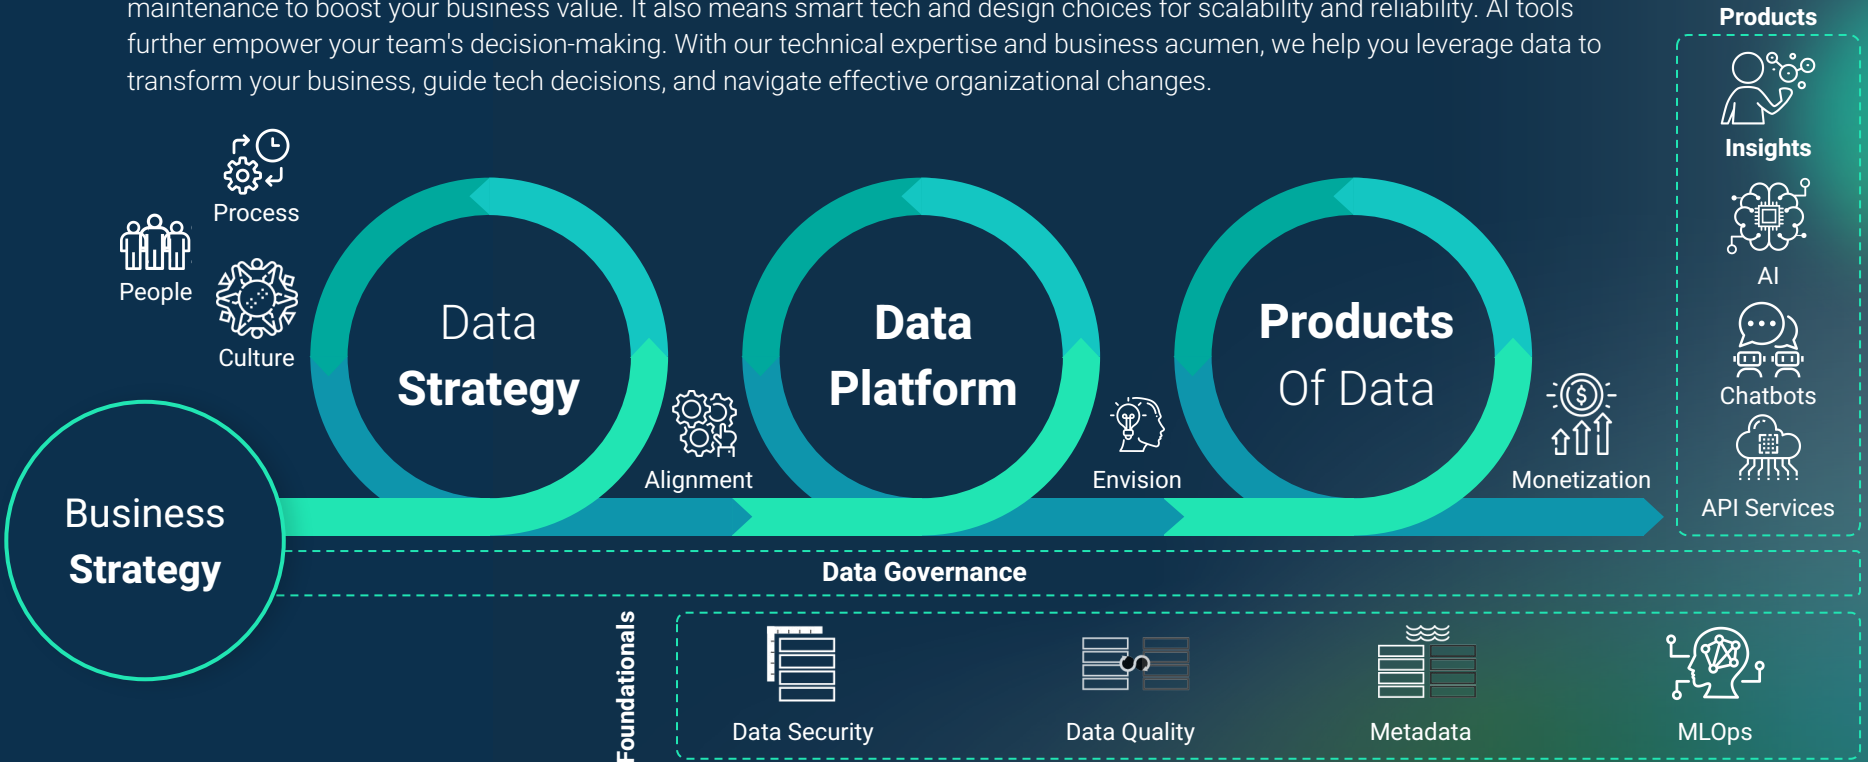 maintenance to boost your business value. It also means smart tech and design choices for scalability and reliability. AI tools
further empower your team's decision-making. With our technical expertise and business acumen, we help you leverage data to
transform your business, guide tech decisions, and navigate effective organizational changes.
Process
People
Culture
Business
Strategy
Data
Strategy
Alignment
Data
Platform
Envision
Products
Of Data
Monetization
Products
Insights
AI
Chatbots
API Services
Data Governance
Foundationals
Data Security
Data Quality
Metadata
MLOps